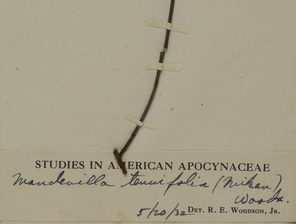 STUDIES IN AMERICAN APOCYNACEAE
Mandevilla tenuifolia (Mikan)
Woods.
5/20/32 DET. R. E. WOODSON, JR.